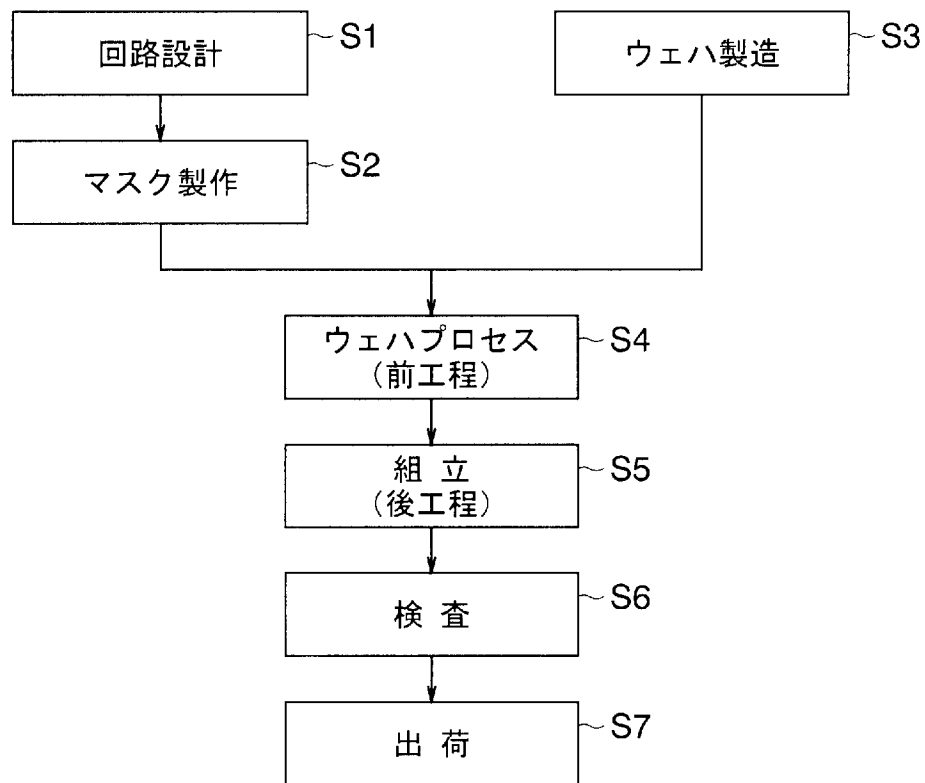 回路設計
S1
ウェハ製造
S3
マスク製作
S2
ウェハプロセス
(前工程)
S4
組 立
(後工程)
S5
検 査
S6
出 荷
S7